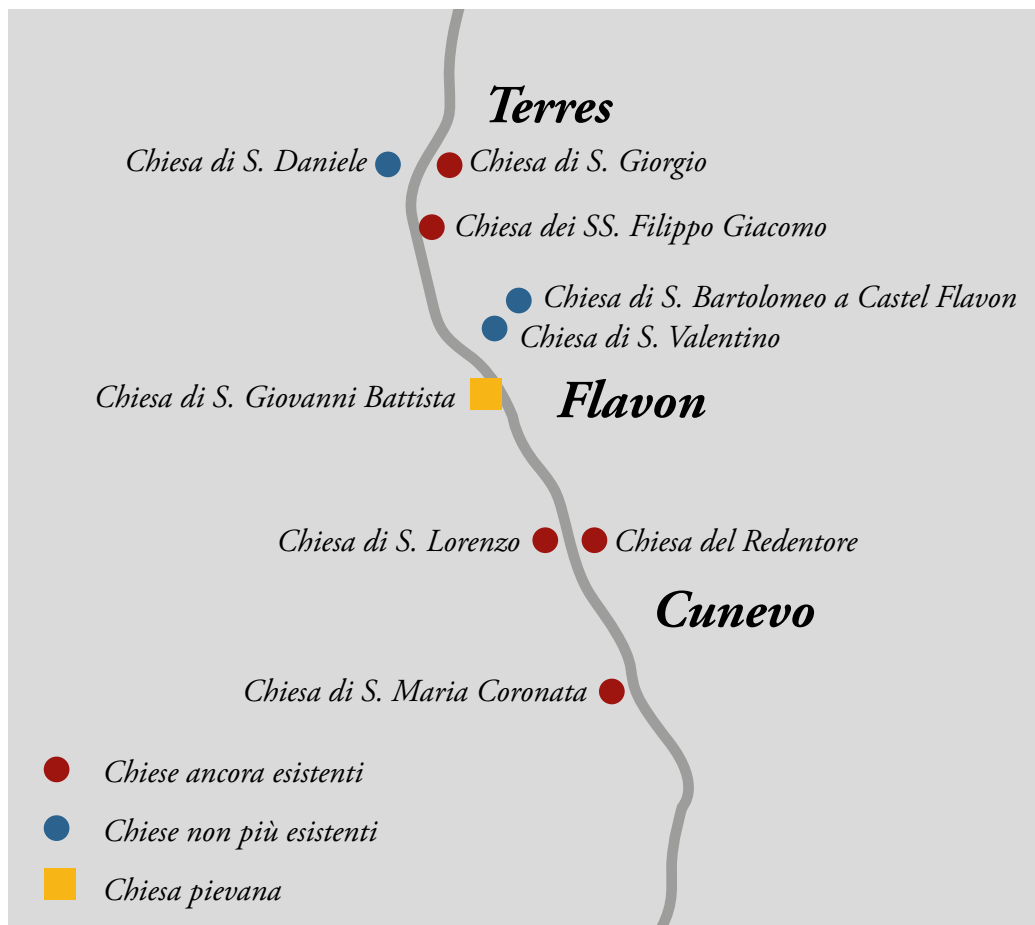 Terres
Chiesa di S. Daniele
Chiesa di S. Giorgio
Chiesa dei SS. Filippo Giacomo
Chiesa di S. Bartolomeo a Castel Flavon
Chiesa di S. Valentino
Chiesa di S. Giovanni Battista
Flavon
Chiesa di S. Lorenzo
Chiesa del Redentore
Cunevo
Chiesa di S. Maria Coronata
Chiese ancora esistenti
Chiese non più esistenti
Chiesa pievana